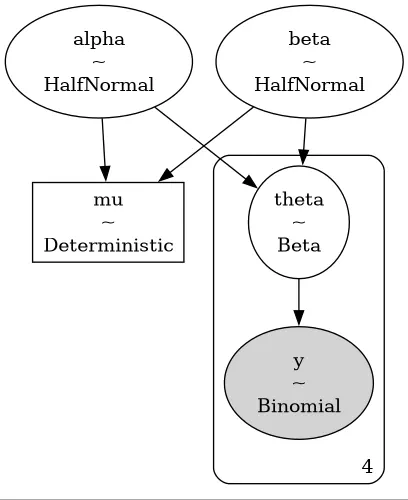 alpha
~
HalfNormal
beta
~
HalfNormal
mu
~
Deterministic
theta
~
Beta
y
~
Binomial
4